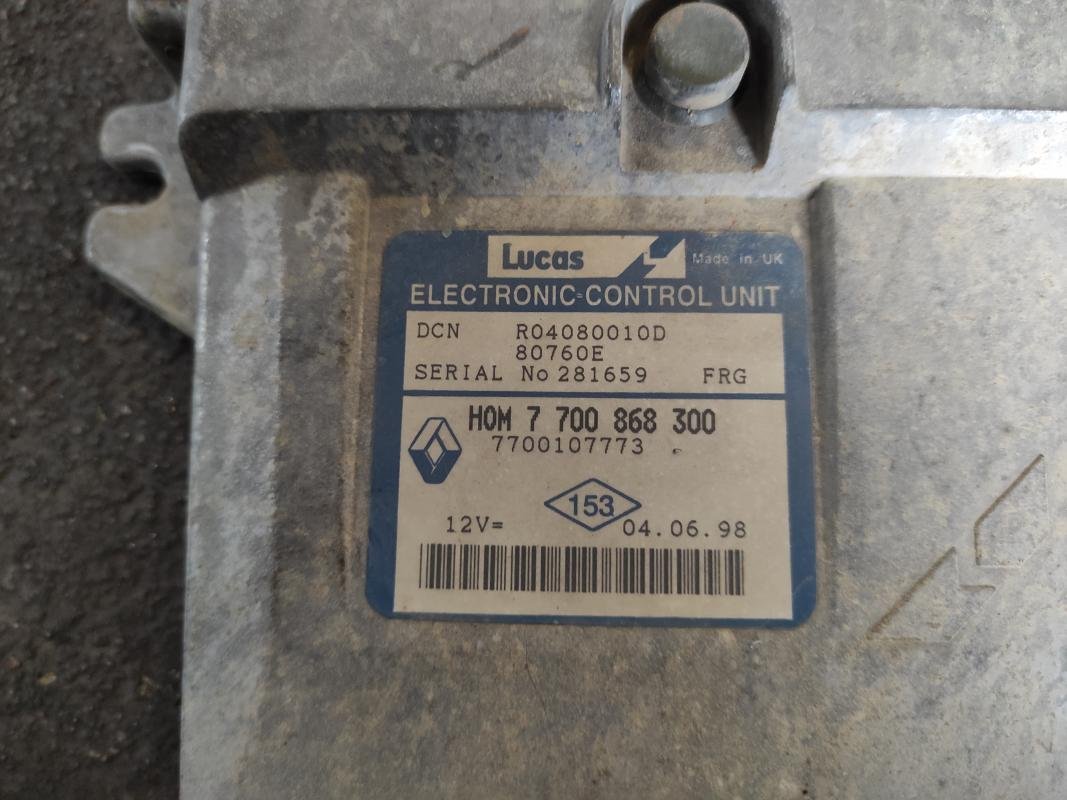 Lucas
Made in UK
ELECTRONIC-CONTROL UNIT
DCN R04080010D
80760E
SERIAL No 281659 FRG
HOM 7 700 868 300
7700107773
153
12V= 04.06.98